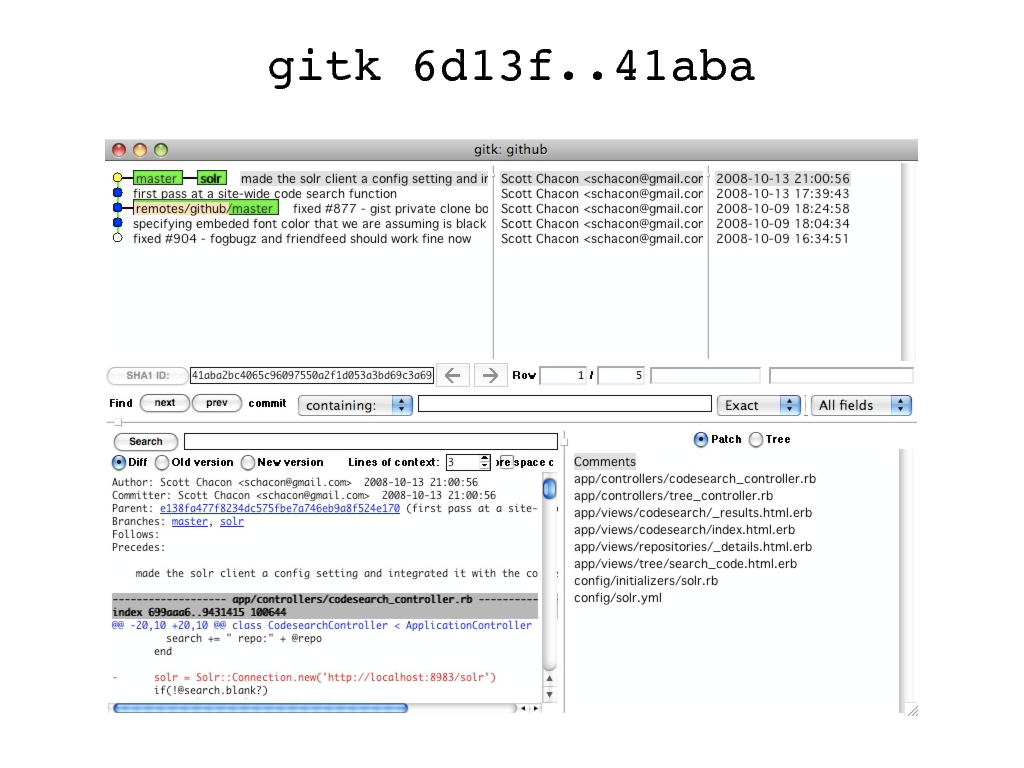 gitk 6d13f..41aba
gitk: github
master solr made the solr client a config setting and ir Scott Chacon <schacon@gmail.cor 2008-10-13 21:00:56
first pass at a site-wide code search function Scott Chacon <schacon@gmail.cor 2008-10-13 17:39:43
remotes/github/master fixed #877 - gist private clone bo Scott Chacon <schacon@gmail.cor 2008-10-09 18:24:58
specifying embeded font color that we are assuming is black Scott Chacon <schacon@gmail.cor 2008-10-09 18:04:34
fixed #904 - fogbugz and friendfeed should work fine now Scott Chacon <schacon@gmail.cor 2008-10-09 16:34:51
SHA1 ID: 41aba2bc4065c96097550a2f1d053a3bd69c3a69 Row 1 / 5
Find next prev commit containing: Exact All fields
Search
Diff Old version New version Lines of context: 3 space c
Author: Scott Chacon <schacon@gmail.com> 2008-10-13 21:00:56
Committer: Scott Chacon <schacon@gmail.com> 2008-10-13 21:00:56
Parent: e138fa477f8234dc575fbe7a746eb9a8f524e170 (first pass at a site-
Branches: master, solr
Follows:
Precedes:
made the solr client a config setting and integrated it with the co
------------------- app/controllers/codesearch_controller.rb ----------
index 699aaa6..9431415 100644
@@ -20,10 +20,10 @@ class CodesearchController < ApplicationController
search += " repo:" + @repo
end
- solr = Solr::Connection.new('http://localhost:8983/solr')
if(!@search.blank?)
Patch Tree
Comments
app/controllers/codesearch_controller.rb
app/controllers/tree_controller.rb
app/views/codesearch/_results.html.erb
app/views/codesearch/index.html.erb
app/views/repositories/_details.html.erb
app/views/tree/search_code.html.erb
config/initializers/solr.rb
config/solr.yml